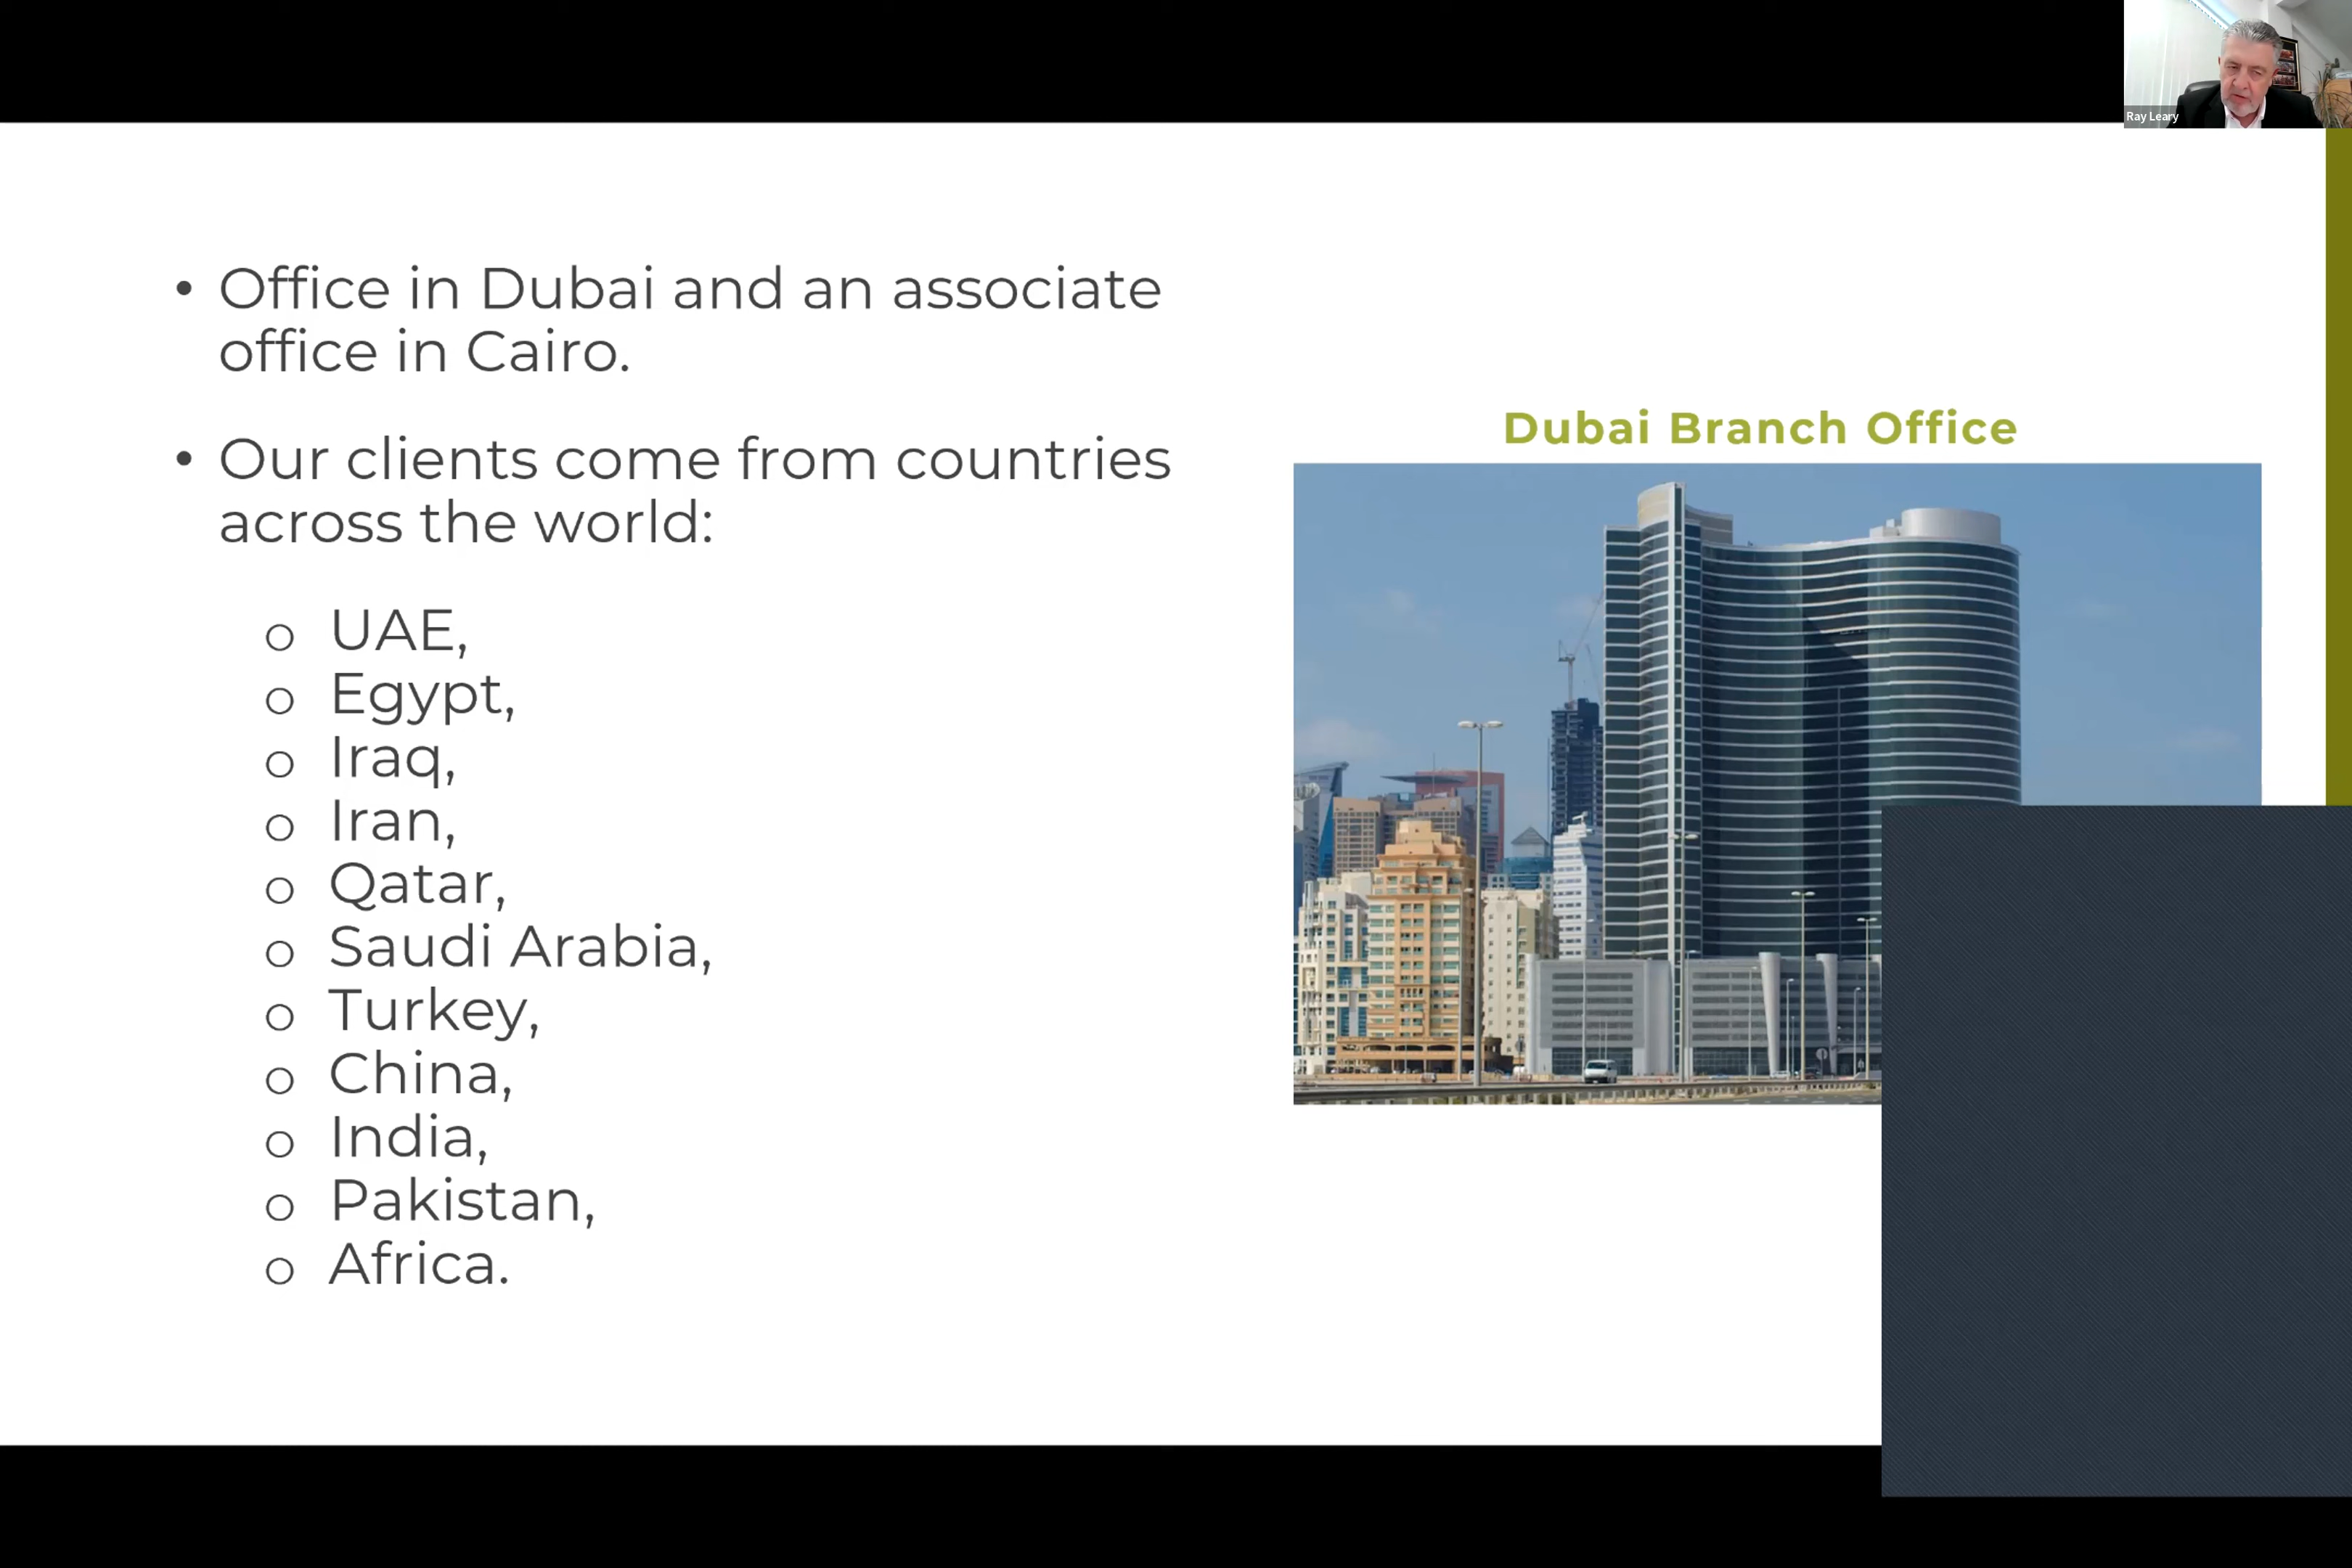 Ray Leary
• Office in Dubai and an associate
office in Cairo.
• Our clients come from countries
across the world:
o UAE,
o Egypt,
o Iraq,
o Iran,
o Qatar,
o Saudi Arabia,
o Turkey,
o China,
o India,
o Pakistan,
o Africa.
Dubai Branch Office